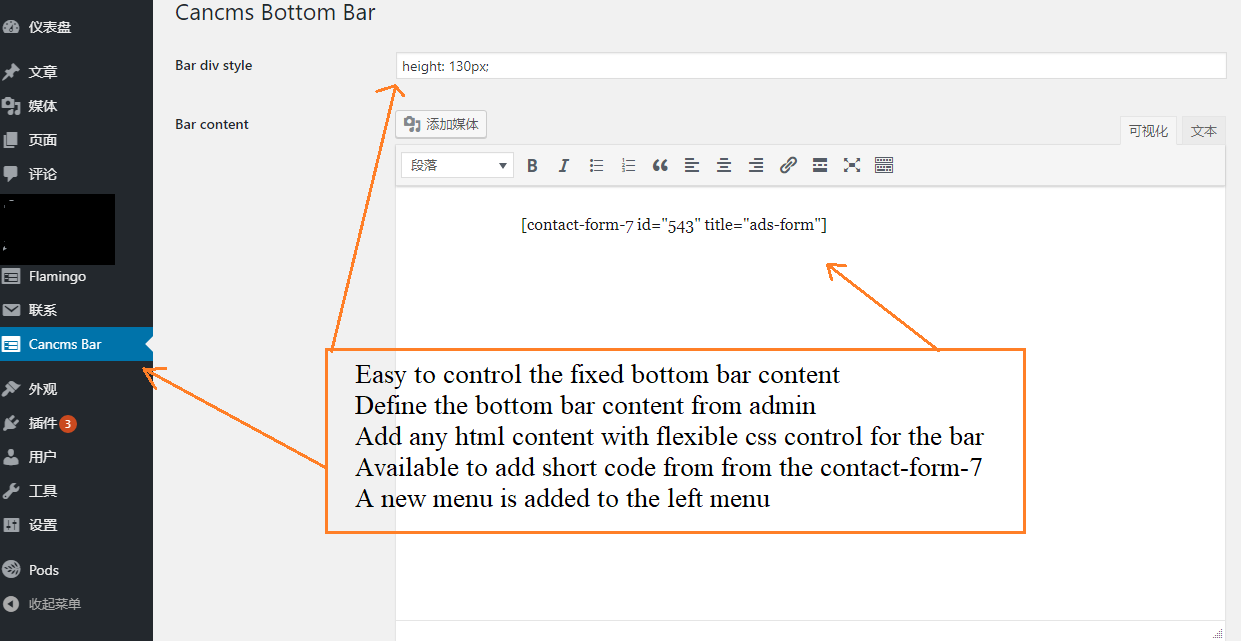 仪表盘
文章
媒体
页面
评论
Flamingo
联系
Cancms Bar
外观
插件 3
用户
工具
设置
Pods
收起菜单
Cancms Bottom Bar
Bar div style
height: 130px;
Bar content
添加媒体
可视化
文本
段落
[contact-form-7 id="543" title="ads-form"]
Easy to control the fixed bottom bar content
Define the bottom bar content from admin
Add any html content with flexible css control for the bar
Available to add short code from from the contact-form-7
A new menu is added to the left menu